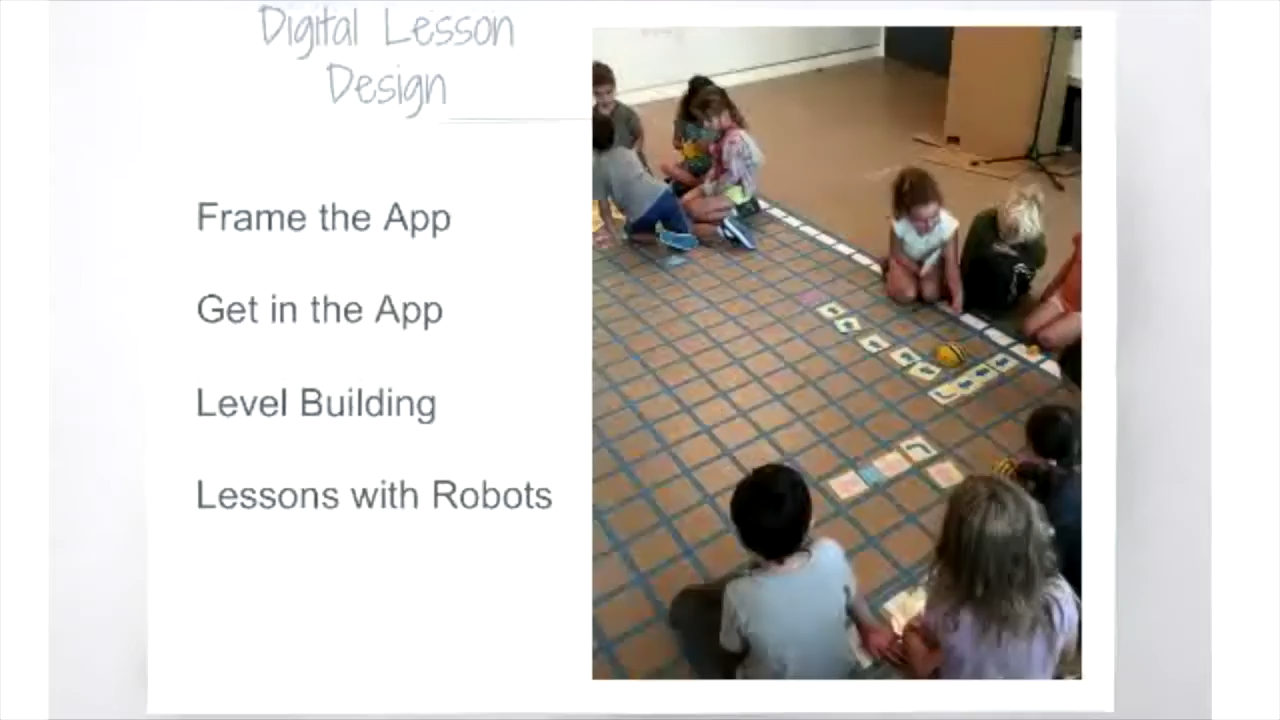 Digital Lesson
Design
Frame the App
Get in the App
Level Building
Lessons with Robots